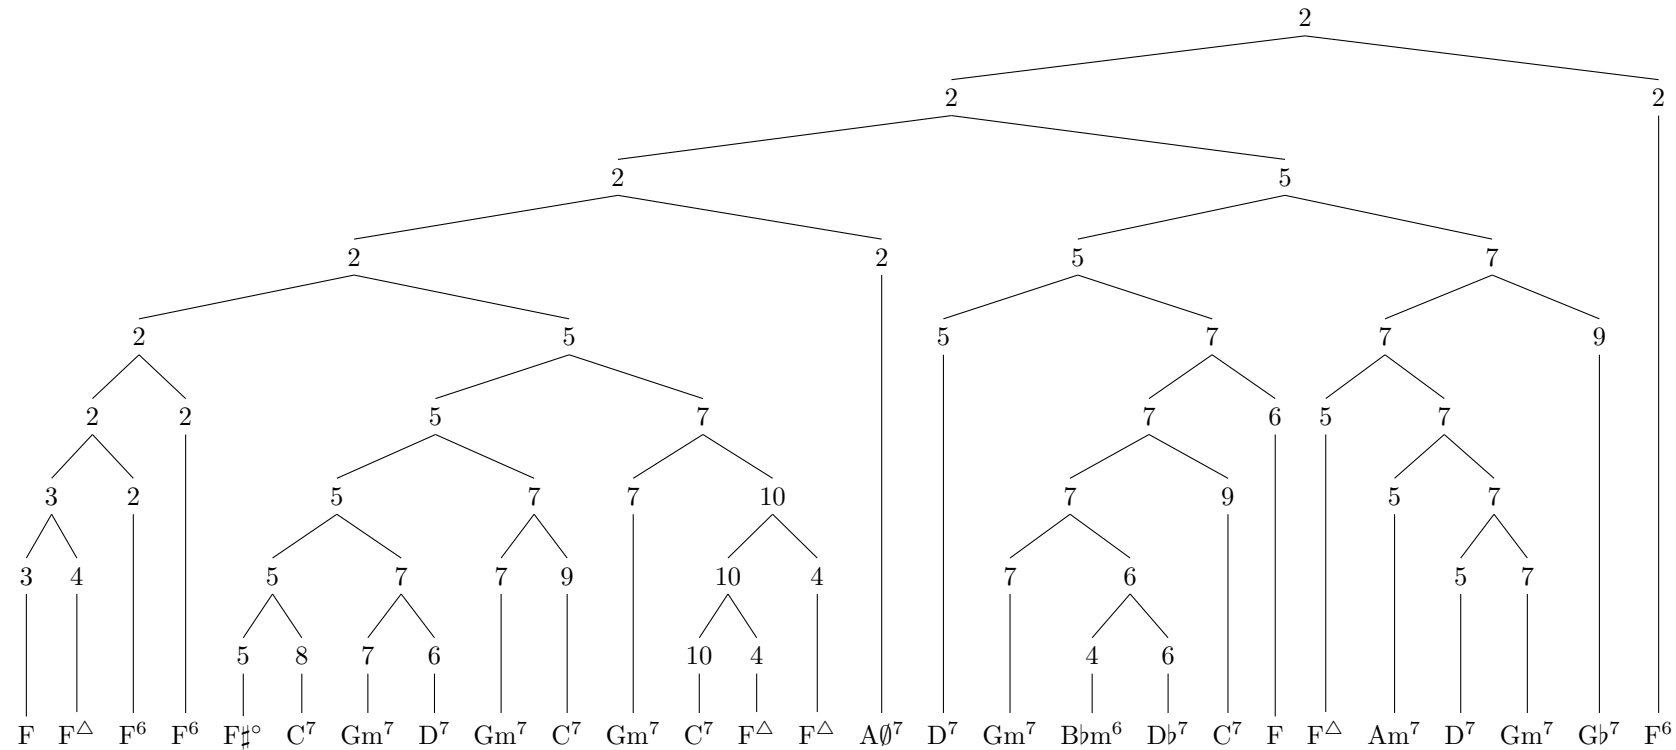 2
2 2
2 5
2 2 5 7
2 5 5 7 7 9
2 2 5 7 7 6 5 7
3 2 5 7 7 10 7 9 5 7
3 4 5 7 7 9 10 4 7 6 5 7
5 8 7 6 10 4 4 6
F F△ F⁶ F⁶ F♯° C⁷ Gm⁷ D⁷ Gm⁷ C⁷ Gm⁷ C⁷ F△ F△ A∅⁷ D⁷ Gm⁷ B♭m⁶ D♭⁷ C⁷ F F△ Am⁷ D⁷ Gm⁷ G♭⁷ F⁶